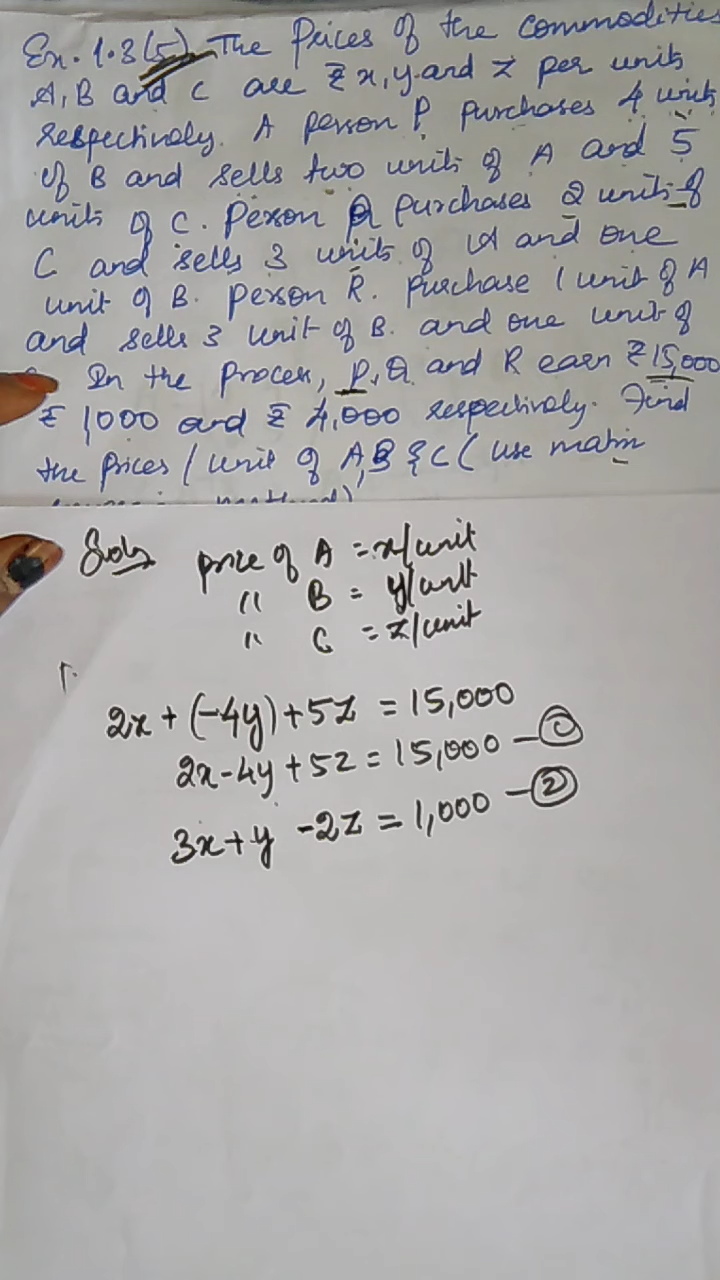 Ex. 1.3(5) The Prices of the commodities
A, B and C are ₹ x, y and z per units
respectively. A person P purchases 4 units
of B and sells two units of A and 5
units of C. Person Q purchases 2 units of
C and sells 3 units of A and one
unit of B. Person R. Purchase 1 unit of A
and sells 3 unit of B. and one unit of
In the process, P, Q and R earn ₹ 15,000
₹ 1000 and ₹ 4,000 respectively. Find
the prices / unit of A, B & C (use matrix
Soln price of A = x/unit
" B = y/unit
" C = z/unit
2x + (-4y) + 5z = 15,000
2x - 4y + 5z = 15,000 - ①
3x + y - 2z = 1,000 - ②